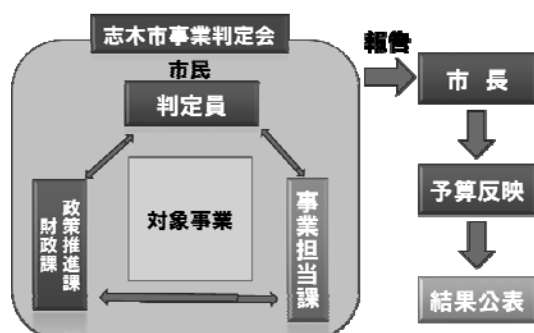 志木市事業判定会
市民
判定員
政策推進課
財政課
対象事業
事業担当課
報告
市 長
予算反映
結果公表